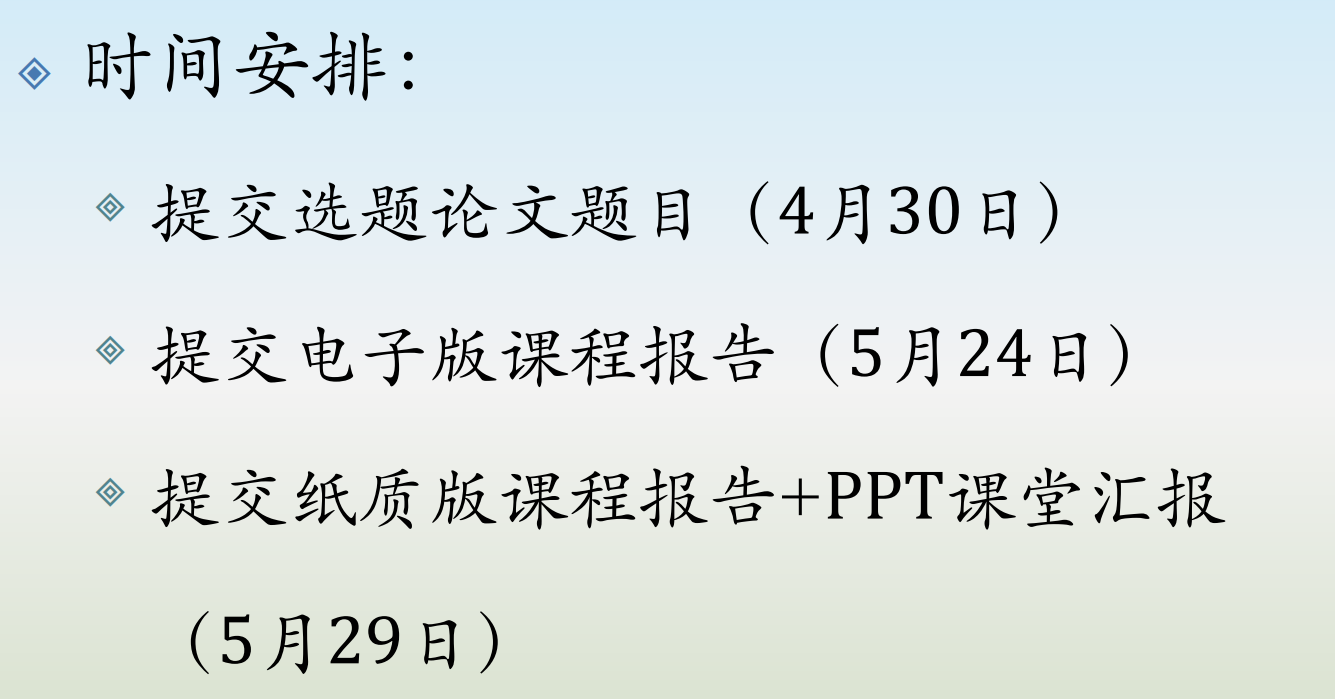 时间安排：
提交选题论文题目（4月30日）
提交电子版课程报告（5月24日）
提交纸质版课程报告+PPT课堂汇报
（5月29日）